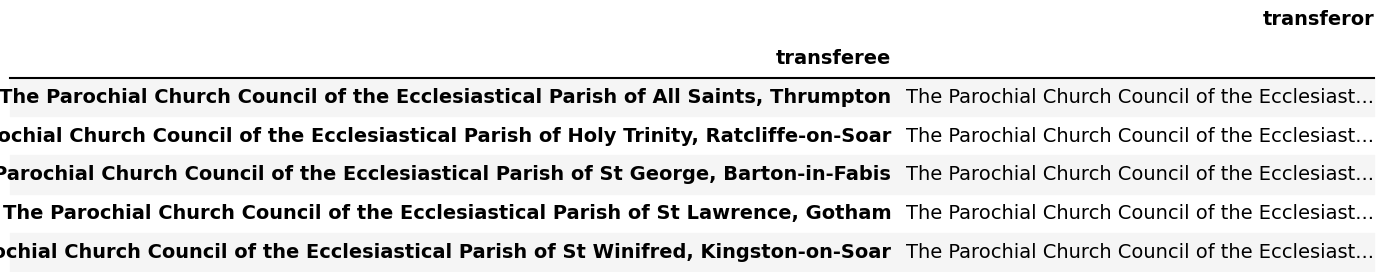 transferor
transferee
The Parochial Church Council of the Ecclesiastical Parish of All Saints, Thrumpton The Parochial Church Council of the Ecclesiast...
ochial Church Council of the Ecclesiastical Parish of Holy Trinity, Ratcliffe-on-Soar The Parochial Church Council of the Ecclesiast...
Parochial Church Council of the Ecclesiastical Parish of St George, Barton-in-Fabis The Parochial Church Council of the Ecclesiast...
The Parochial Church Council of the Ecclesiastical Parish of St Lawrence, Gotham The Parochial Church Council of the Ecclesiast...
ochial Church Council of the Ecclesiastical Parish of St Winifred, Kingston-on-Soar The Parochial Church Council of the Ecclesiast...